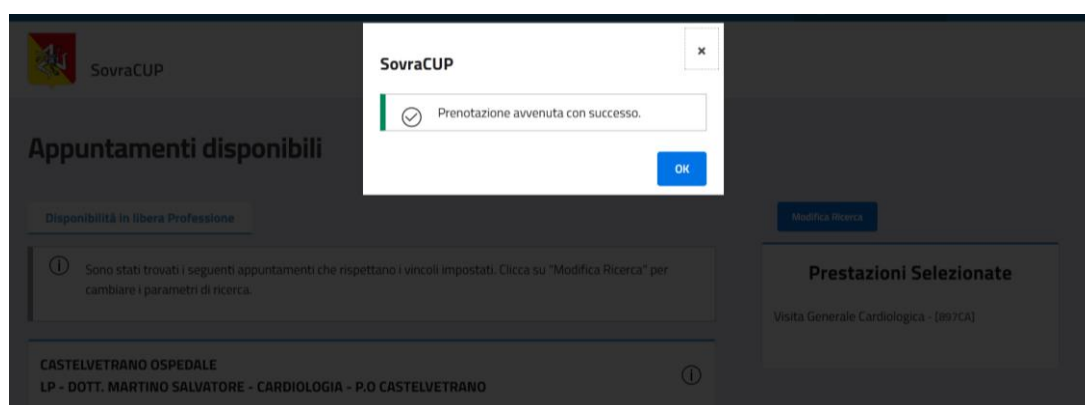 SovraCUP
SovraCUP
×
Prenotazione avvenuta con successo.
OK
Appuntamenti disponibili
Disponibilità in libera Professione
Modifica Ricerca
Sono stati trovati i seguenti appuntamenti che rispettano i vincoli impostati. Clicca su "Modifica Ricerca" per
cambiare i parametri di ricerca.
Prestazioni Selezionate
Visita Generale Cardiologica - [897CA]
CASTELVETRANO OSPEDALE
LP - DOTT. MARTINO SALVATORE - CARDIOLOGIA - P.O CASTELVETRANO